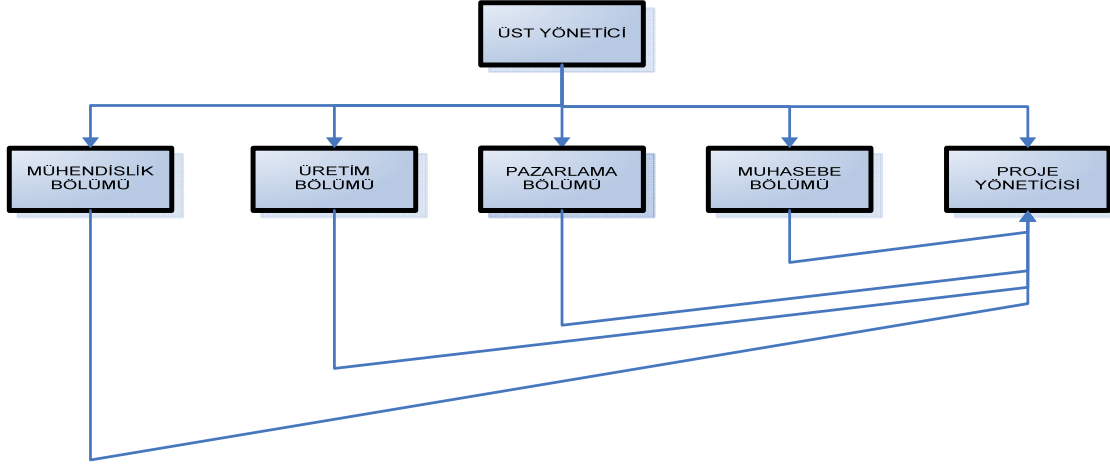 ÜST YÖNETİCİ
MÜHENDİSLİK
BÖLÜMÜ
ÜRETİM
BÖLÜMÜ
PAZARLAMA
BÖLÜMÜ
MUHASEBE
BÖLÜMÜ
PROJE
YÖNETİCİSİ